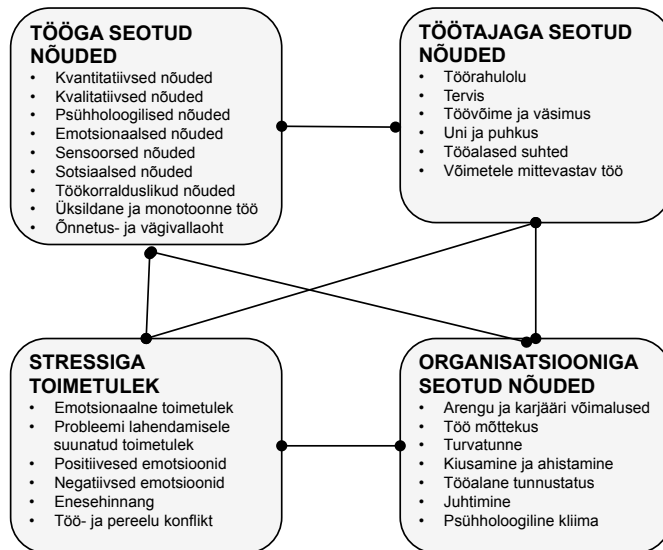 TÖÖGA SEOTUD
NÕUDED
• Kvantitatiivsed nõuded
• Kvalitatiivsed nõuded
• Psühholoogilised nõuded
• Emotsionaalsed nõuded
• Sensoorsed nõuded
• Sotsiaalsed nõuded
• Töökorralduslikud nõuded
• Üksildane ja monotoonne töö
• Õnnetus- ja vägivallaoht
TÖÖTAJAGA SEOTUD
NÕUDED
• Töörahulolu
• Tervis
• Töövõime ja väsimus
• Uni ja puhkus
• Tööalased suhted
• Võimetele mittevastav töö
STRESSIGA
TOIMETULEK
• Emotsionaalne toimetulek
• Probleemi lahendamisele
suunatud toimetulek
• Positiivesed emotsioonid
• Negatiivsed emotsioonid
• Enesehinnang
• Töö- ja pereelu konflikt
ORGANISATSIOONIGA
SEOTUD NÕUDED
• Arengu ja karjääri võimalused
• Töö mõttekus
• Turvatunne
• Kiusamine ja ahistamine
• Tööalane tunnustatus
• Juhtimine
• Psühholoogiline kliima